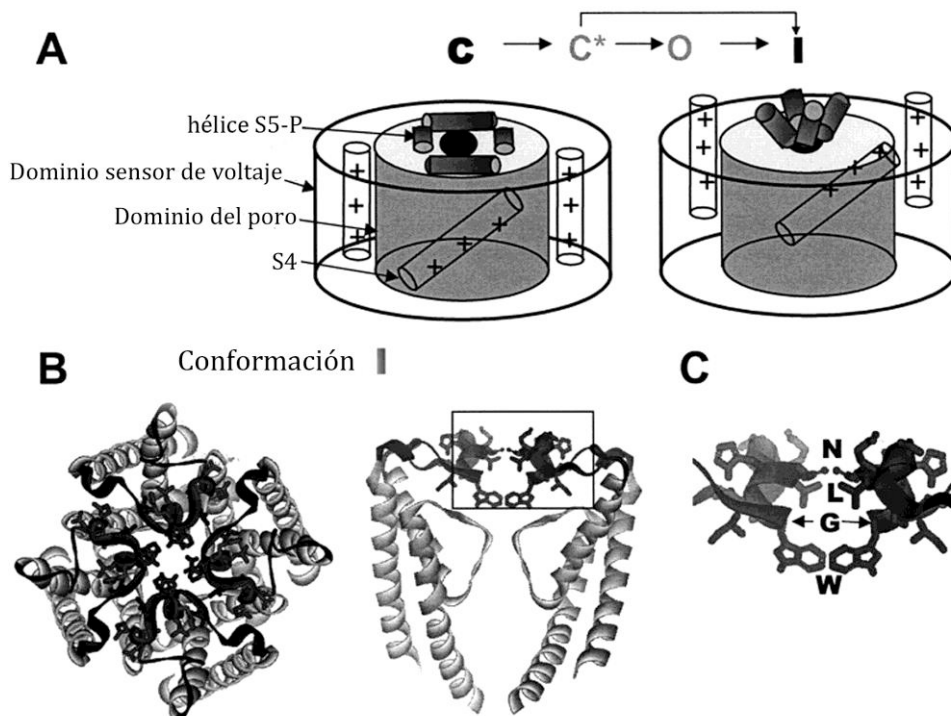 A
C → C* → O → I
hélice S5-P
Dominio sensor de voltaje
Dominio del poro
S4
+ + +
+ + +
+ + +
+ + +
+ + +
+ + +
B
Conformación I
C
N
L
G
W